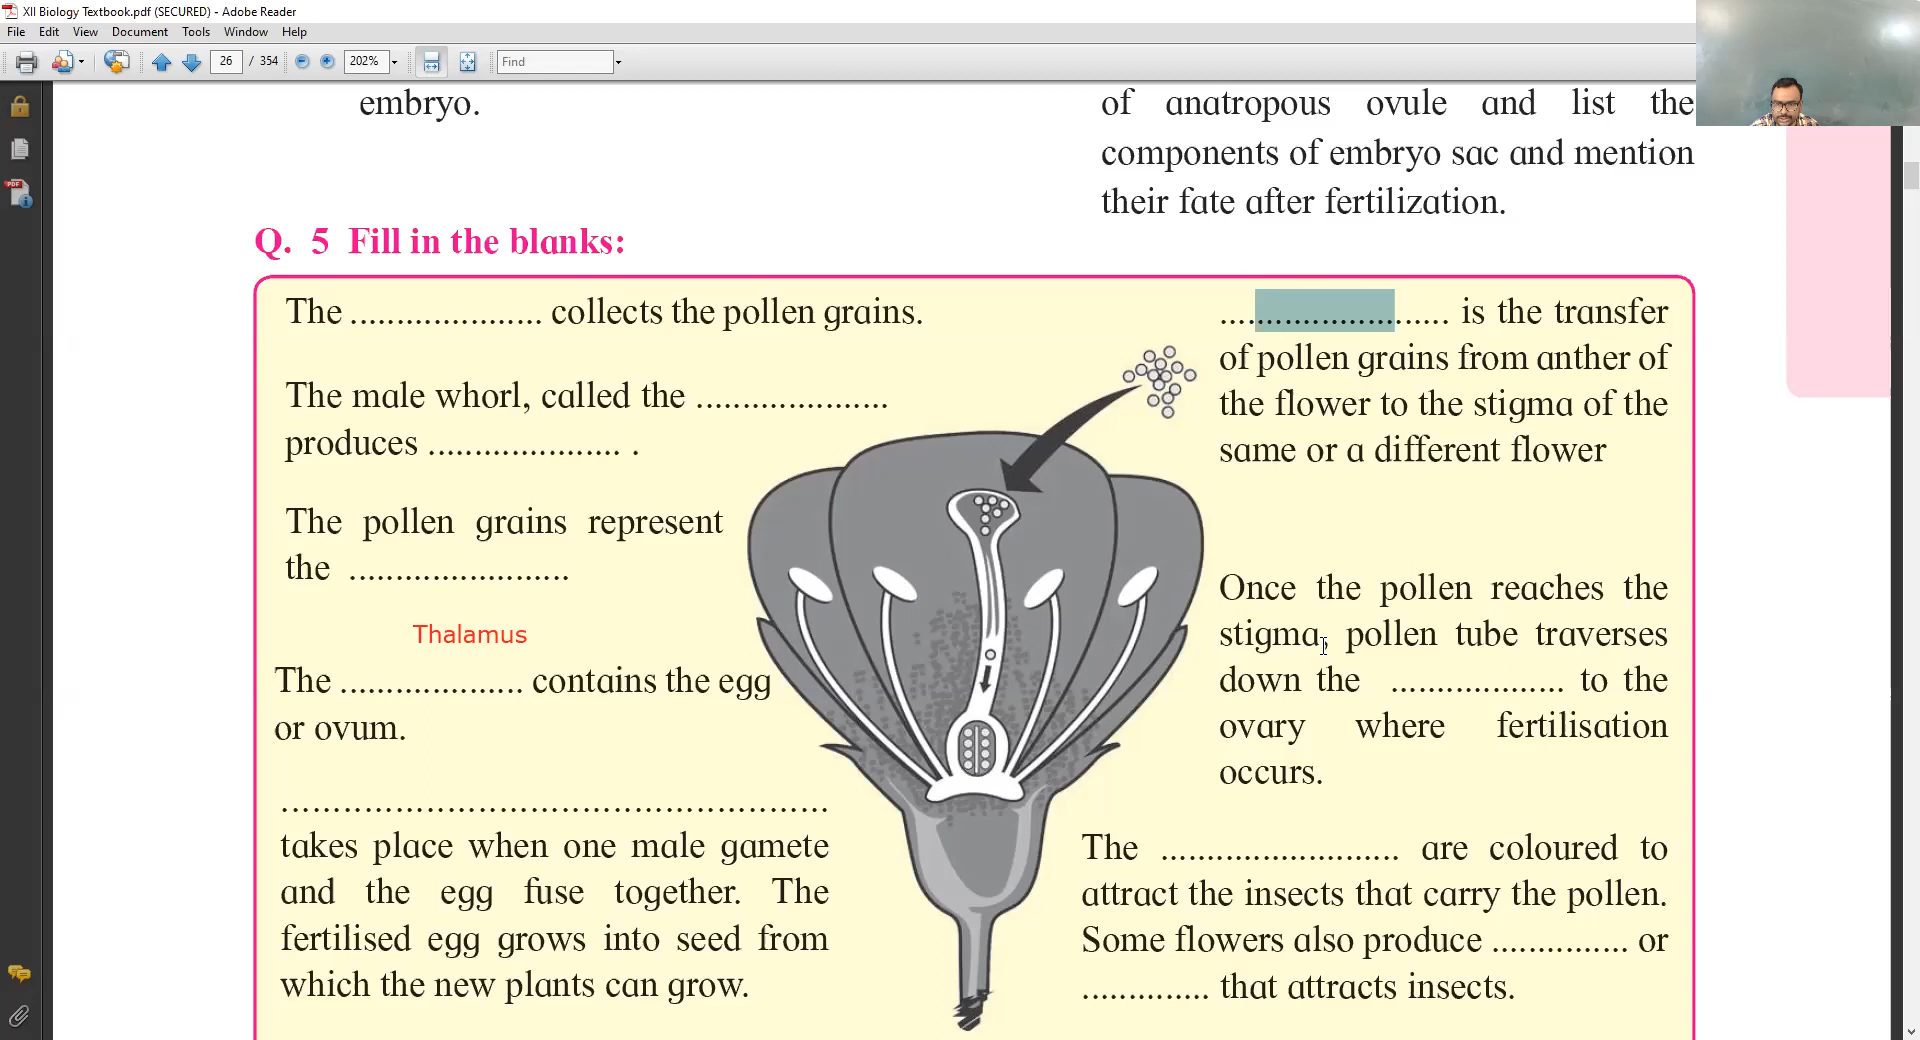 XII Biology Textbook.pdf (SECURED) - Adobe Reader
File Edit View Document Tools Window Help
26 / 354 202% Find
embryo.
of anatropous ovule and list the
components of embryo sac and mention
their fate after fertilization.
Q. 5 Fill in the blanks:
The ..................... collects the pollen grains.
The male whorl, called the .....................
produces ..................... .
The pollen grains represent
the ........................
Thalamus
The .................... contains the egg
or ovum.
....................................................
takes place when one male gamete
and the egg fuse together. The
fertilised egg grows into seed from
which the new plants can grow.
......................... is the transfer
of pollen grains from anther of
the flower to the stigma of the
same or a different flower
Once the pollen reaches the
stigma, pollen tube traverses
down the ................... to the
ovary where fertilisation
occurs.
The .......................... are coloured to
attract the insects that carry the pollen.
Some flowers also produce ............... or
.............. that attracts insects.